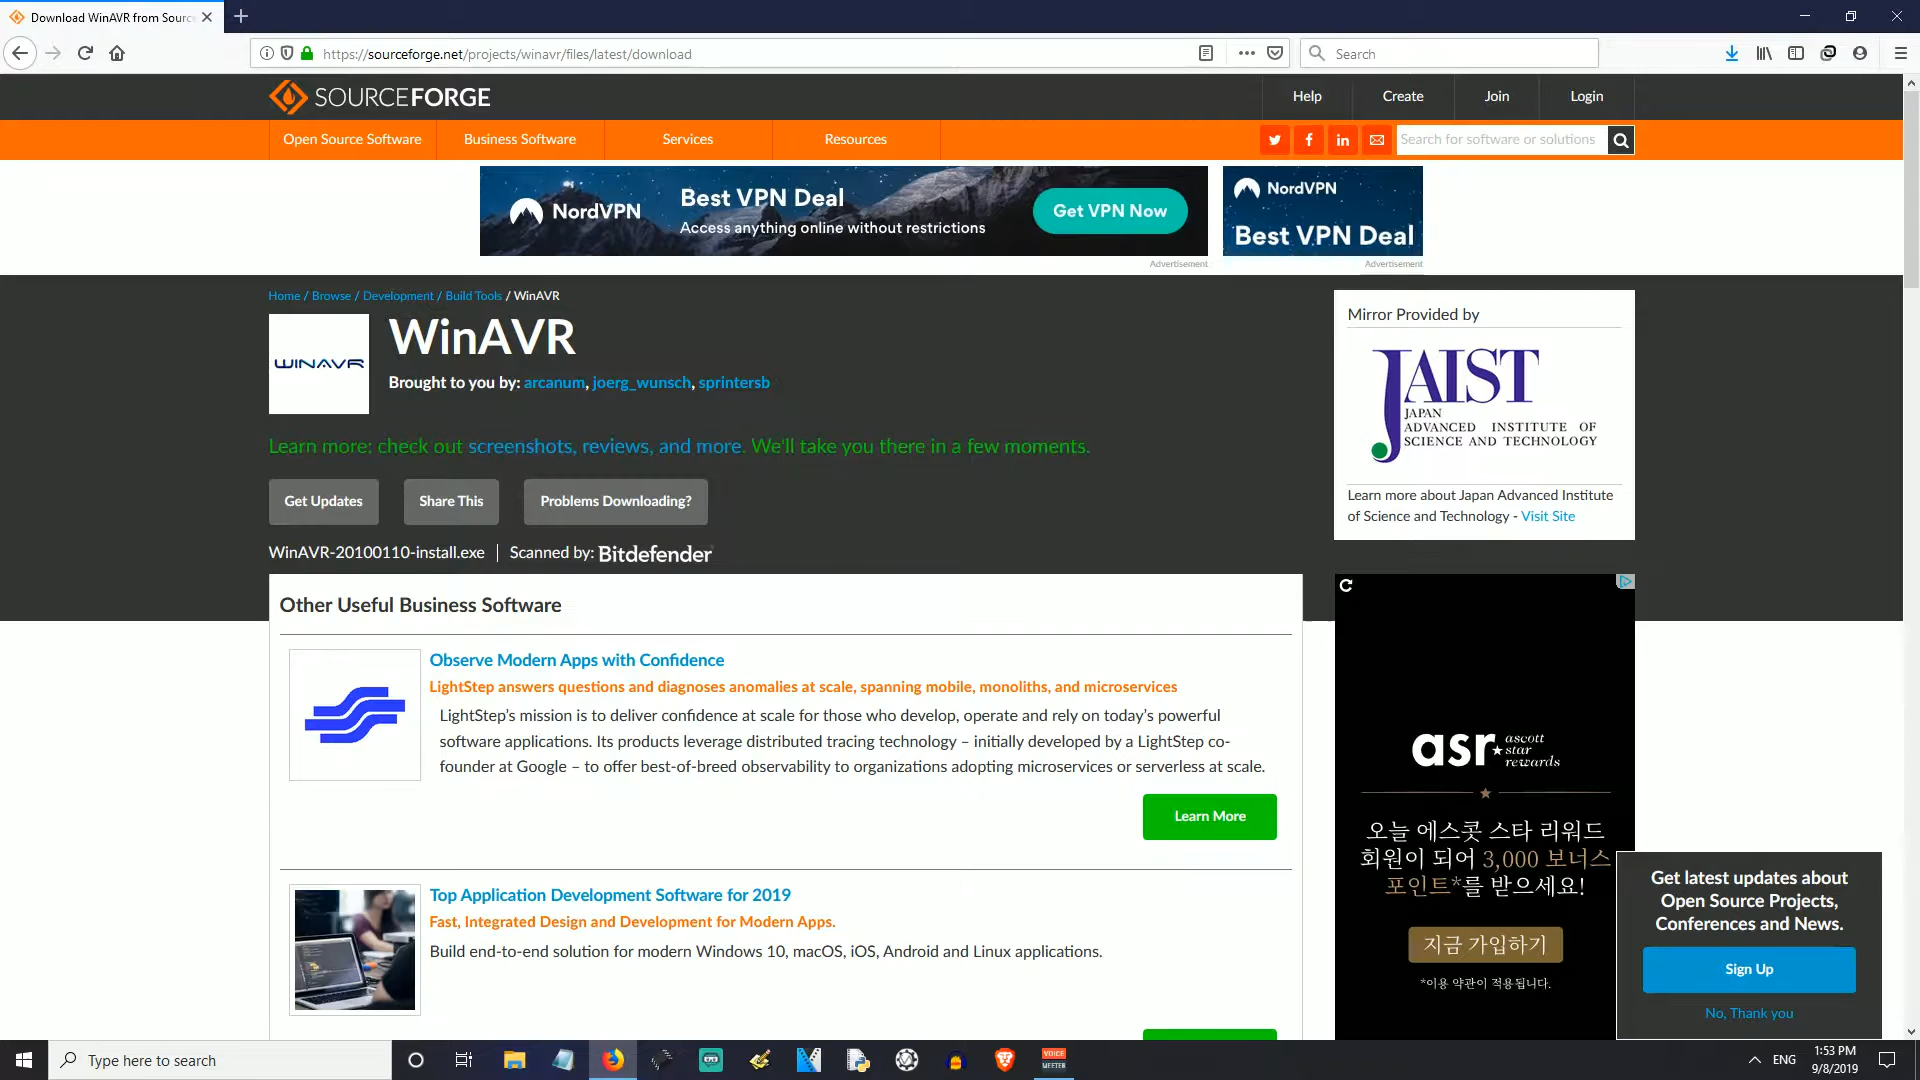 Download WinAVR from Sourc
https://sourceforge.net/projects/winavr/files/latest/download
Search
SOURCEFORGE
Help
Create
Join
Login
Open Source Software
Business Software
Services
Resources
Search for software or solutions
NordVPN
Best VPN Deal
Access anything online without restrictions
Get VPN Now
NordVPN
Best VPN Deal
Advertisement
Advertisement
Home / Browse / Development / Build Tools / WinAVR
WINAVR
WinAVR
Brought to you by: arcanum, joerg_wunsch, sprintersb
Learn more: check out screenshots, reviews, and more. We'll take you there in a few moments.
Get Updates
Share This
Problems Downloading?
WinAVR-20100110-install.exe | Scanned by: Bitdefender
Mirror Provided by
JAIST
JAPAN
ADVANCED INSTITUTE OF
SCIENCE AND TECHNOLOGY
Learn more about Japan Advanced Institute
of Science and Technology - Visit Site
Other Useful Business Software
Observe Modern Apps with Confidence
LightStep answers questions and diagnoses anomalies at scale, spanning mobile, monoliths, and microservices
LightStep's mission is to deliver confidence at scale for those who develop, operate and rely on today's powerful
software applications. Its products leverage distributed tracing technology – initially developed by a LightStep co-
founder at Google – to offer best-of-breed observability to organizations adopting microservices or serverless at scale.
Learn More
Top Application Development Software for 2019
Fast, Integrated Design and Development for Modern Apps.
Build end-to-end solution for modern Windows 10, macOS, iOS, Android and Linux applications.
asr
ascott
star
rewards
오늘 에스콧 스타 리워드
회원이 되어 3,000 보너스
포인트*를 받으세요!
지금 가입하기
*이용 약관이 적용됩니다.
Get latest updates about
Open Source Projects,
Conferences and News.
Sign Up
No, Thank you
Type here to search
VOICE
MEETER
ENG
1:53 PM
9/8/2019